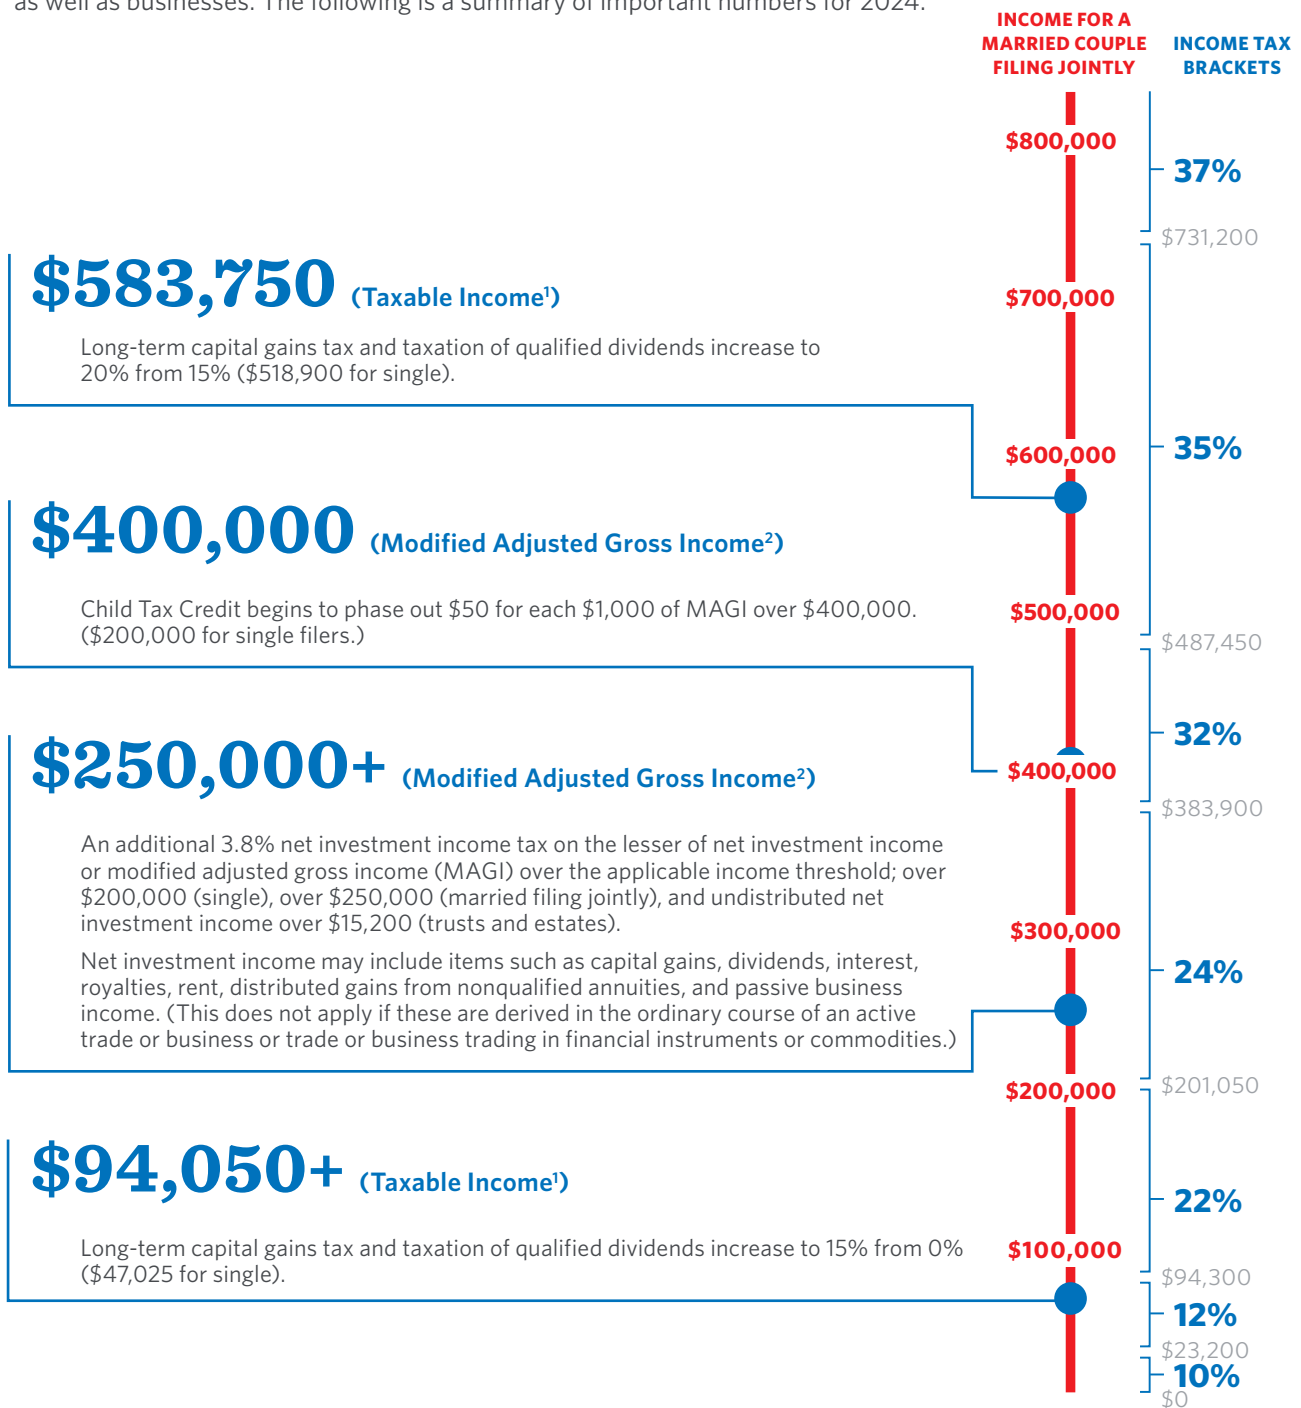 as well as businesses. The following is a summary of important numbers for 2024.
INCOME FOR A
MARRIED COUPLE
FILING JOINTLY
INCOME TAX
BRACKETS
$800,000
37%
$731,200
$583,750 (Taxable Income¹)
$700,000
Long-term capital gains tax and taxation of qualified dividends increase to
20% from 15% ($518,900 for single).
$600,000
35%
$400,000 (Modified Adjusted Gross Income²)
Child Tax Credit begins to phase out $50 for each $1,000 of MAGI over $400,000.
($200,000 for single filers.)
$500,000
$487,450
32%
$250,000+ (Modified Adjusted Gross Income²)
$400,000
$383,900
An additional 3.8% net investment income tax on the lesser of net investment income
or modified adjusted gross income (MAGI) over the applicable income threshold; over
$200,000 (single), over $250,000 (married filing jointly), and undistributed net
investment income over $15,200 (trusts and estates).
$300,000
Net investment income may include items such as capital gains, dividends, interest,
royalties, rent, distributed gains from nonqualified annuities, and passive business
income. (This does not apply if these are derived in the ordinary course of an active
trade or business or trade or business trading in financial instruments or commodities.)
24%
$200,000
$201,050
$94,050+ (Taxable Income¹)
22%
Long-term capital gains tax and taxation of qualified dividends increase to 15% from 0%
($47,025 for single).
$100,000
$94,300
12%
$23,200
10%
$0